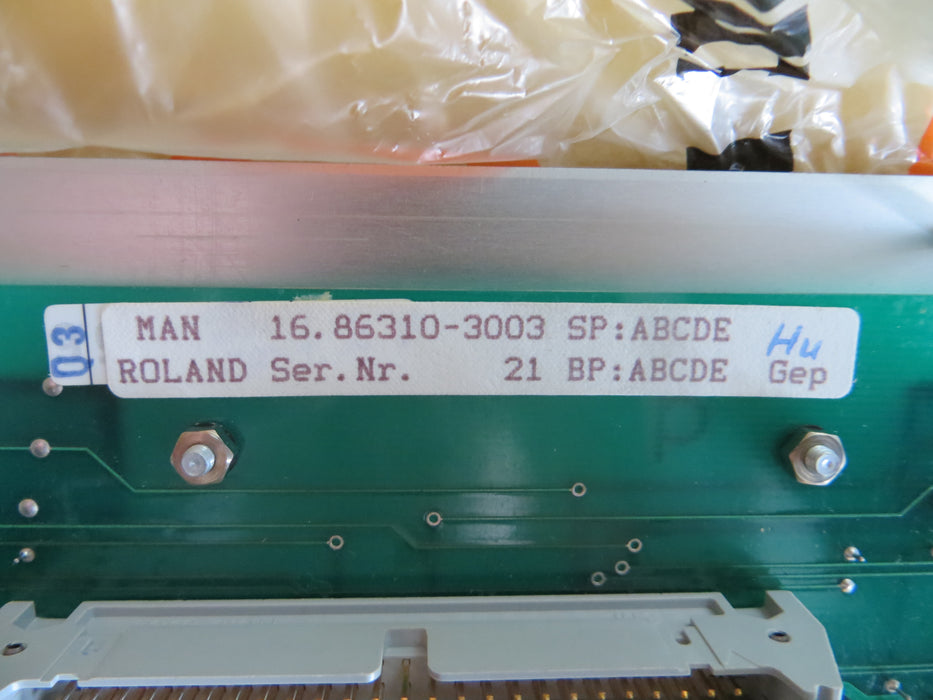 03
MAN 16.86310-3003 SP:ABCDE Hu
ROLAND Ser.Nr. 21 BP:ABCDE Gep